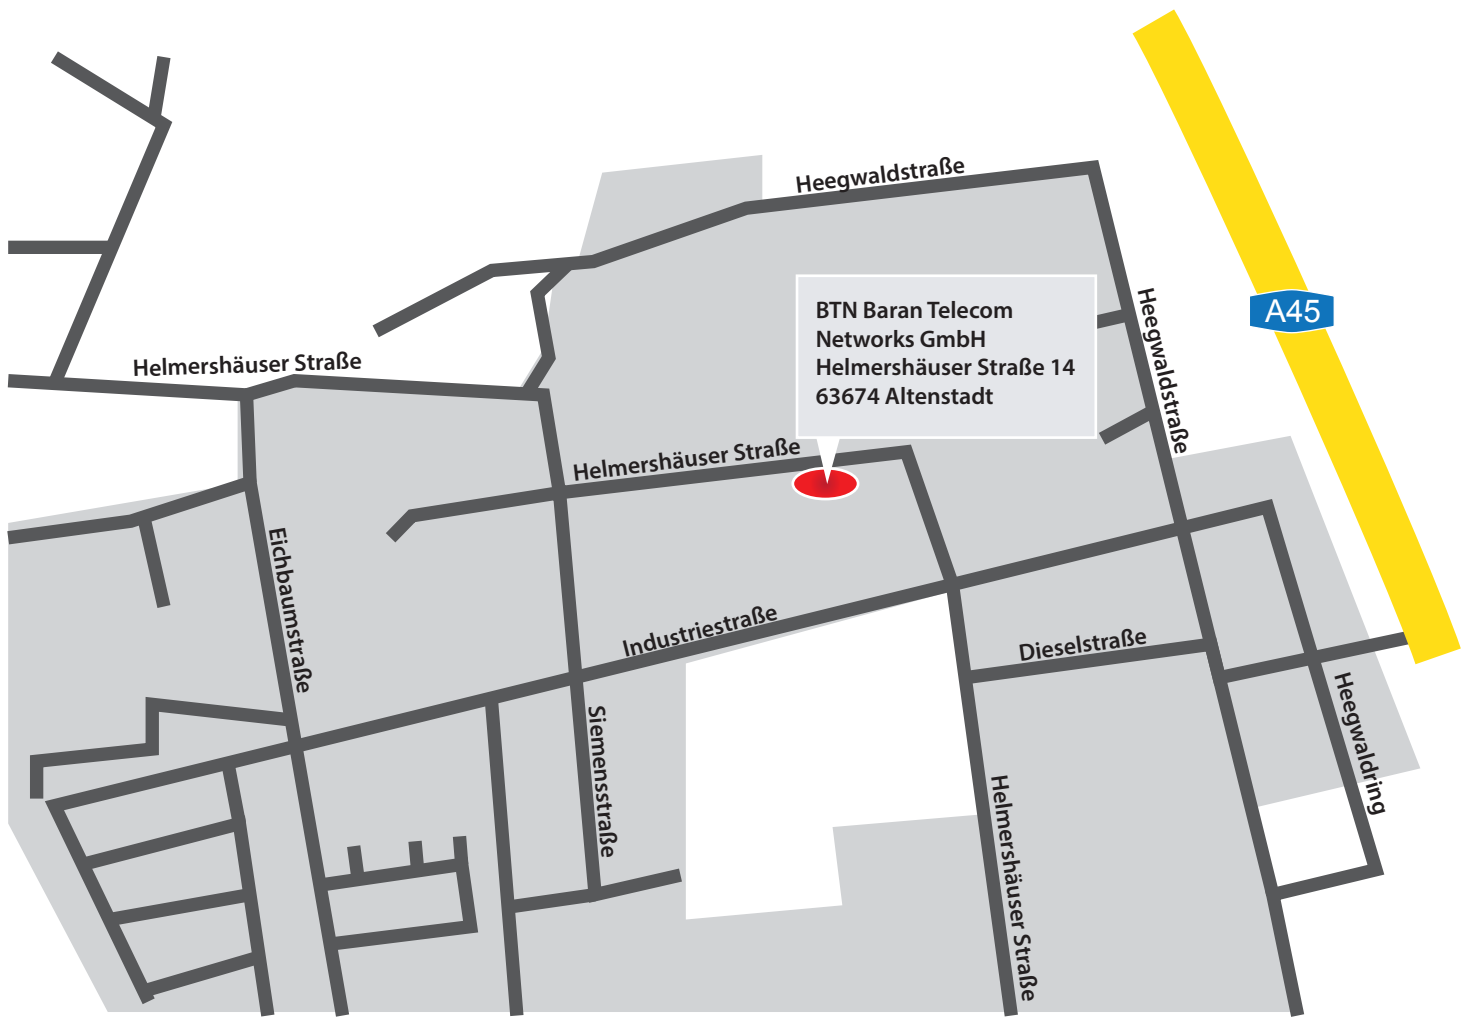 Heegwaldstraße
A45
BTN Baran Telecom
Networks GmbH
Helmershäuser Straße 14
63674 Altenstadt
Heegwaldstraße
Helmershäuser Straße
Helmershäuser Straße
Eichbaumstraße
Industriestraße
Dieselstraße
Heegwaldring
Siemensstraße
Helmershäuser Straße